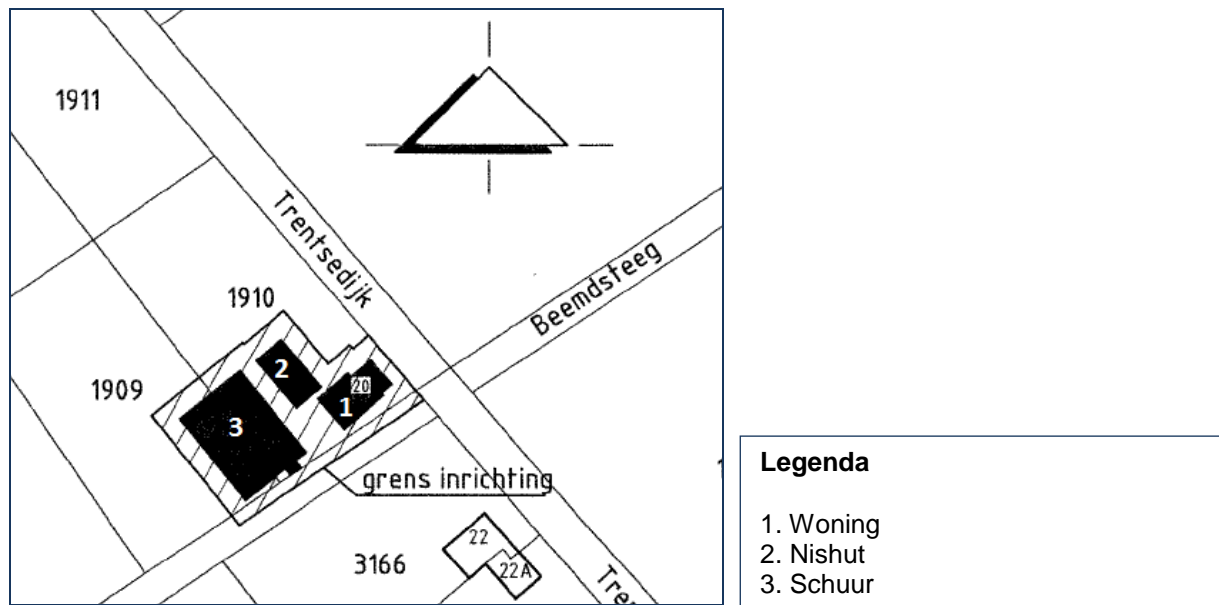 1911
Trentsedijk
Beemdsteeg
1910
1909
2
20
1
3
grens inrichting
22
22A
3166
Legenda
1. Woning
2. Nishut
3. Schuur